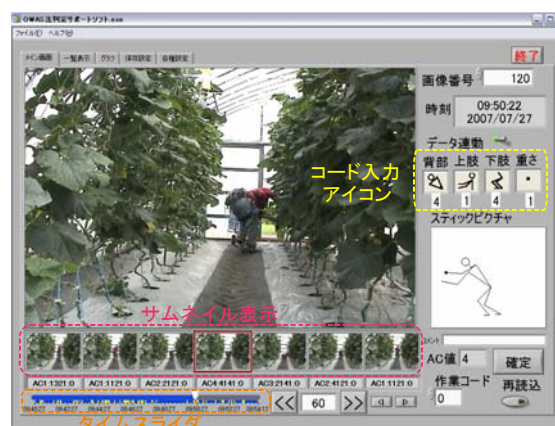 OWAS法判定サポートソフト.exe
ファイル(F) ヘルプ(H)
メイン画面 一覧表示 グラフ 保存設定 各種設定
終了
画像番号 120
時刻 09:50:22
2007/07/27
データ連動
背部 上肢 下肢 重さ
4 1 4 1
コード入力
アイコン
スティックピクチャ
サムネイル表示
コメント
AC1:1321:0 AC1:1121:0 AC2:2121:0 AC4:4141:0 AC3:2141:0 AC2:4121:0 AC1:1121:0
AC値 4 確定
<< 60 >>
作業コード 再読込
0
タイムスライダ